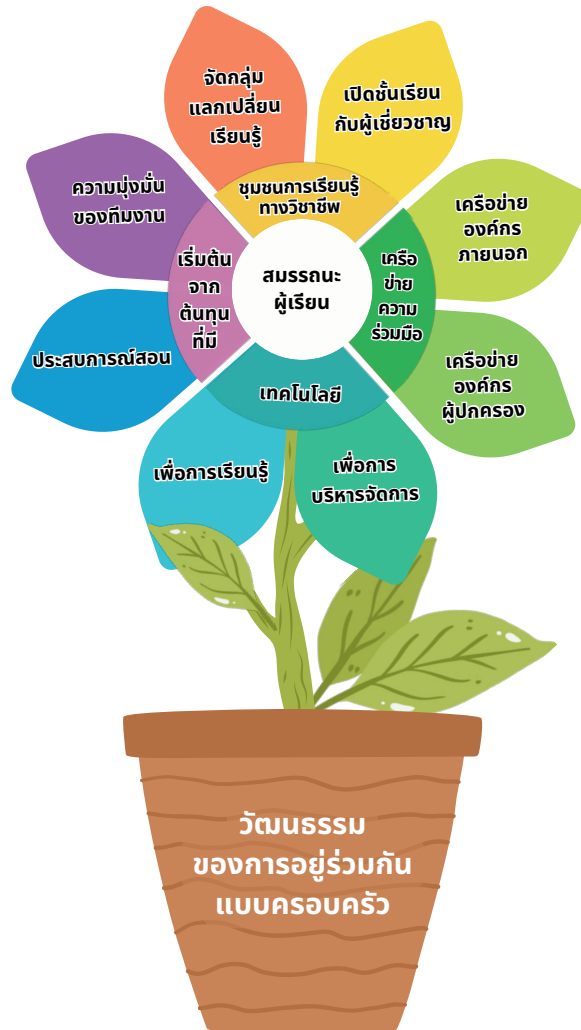 จัดกลุ่ม
แลกเปลี่ยน
เรียนรู้
เปิดชั้นเรียน
กับผู้เชี่ยวชาญ
ความมุ่งมั่น
ของทีมงาน
ชุมชนการเรียนรู้
ทางวิชาชีพ
เครือข่าย
องค์กร
ภายนอก
เริ่มต้น
จาก
ต้นทุน
ที่มี
สมรรถนะ
ผู้เรียน
เครือ
ข่าย
ความ
ร่วมมือ
ประสบการณ์สอน
เครือข่าย
องค์กร
ผู้ปกครอง
เทคโนโลยี
เพื่อการเรียนรู้
เพื่อการ
บริหารจัดการ
วัฒนธรรม
ของการอยู่ร่วมกัน
แบบครอบครัว